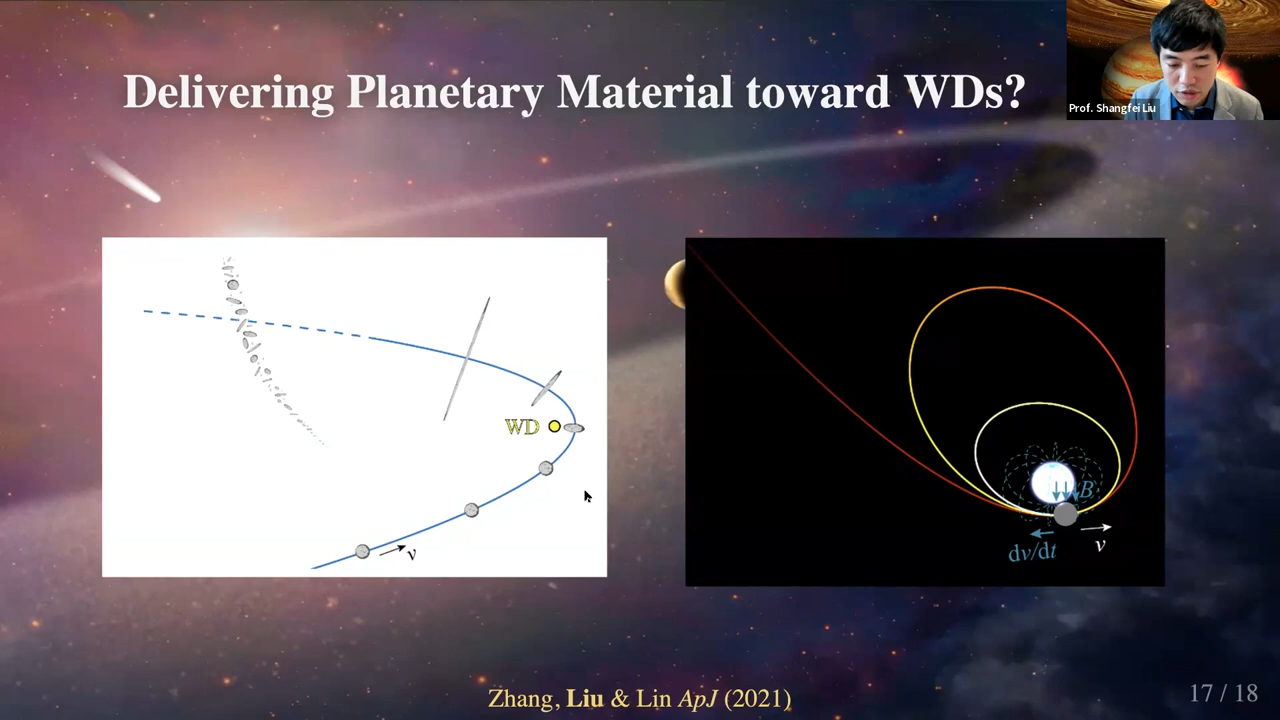 Delivering Planetary Material toward WDs?
Prof. Shangfei Liu
WD
v
B
dv/dt
v
Zhang, Liu & Lin ApJ (2021)
17 / 18